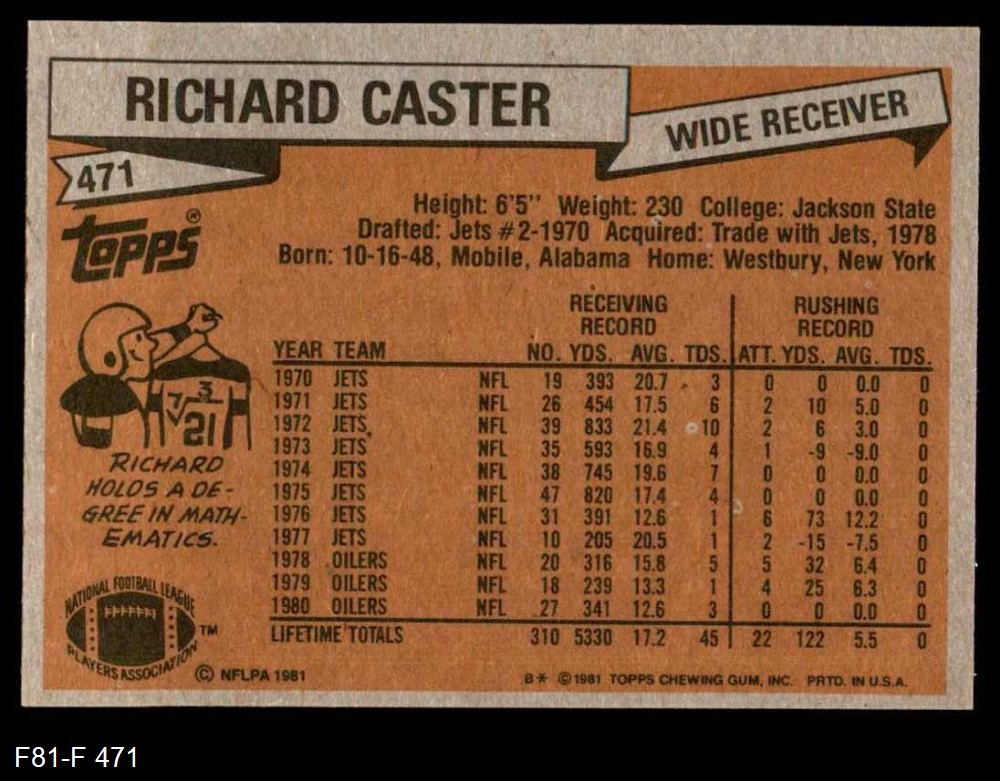 RICHARD CASTER
WIDE RECEIVER
471
Topps®
Height: 6'5'' Weight: 230 College: Jackson State
Drafted: Jets #2-1970 Acquired: Trade with Jets, 1978
Born: 10-16-48, Mobile, Alabama Home: Westbury, New York
RECEIVING RECORD RUSHING RECORD
YEAR TEAM NO. YDS. AVG. TDS. ATT. YDS. AVG. TDS.
1970 JETS NFL 19 393 20.7 3 0 0 0.0 0
1971 JETS NFL 26 454 17.5 6 2 10 5.0 0
1972 JETS NFL 39 833 21.4 10 2 6 3.0 0
1973 JETS NFL 35 593 16.9 4 1 -9 -9.0 0
1974 JETS NFL 38 745 19.6 7 0 0 0.0 0
1975 JETS NFL 47 820 17.4 4 0 0 0.0 0
1976 JETS NFL 31 391 12.6 1 6 73 12.2 0
1977 JETS NFL 10 205 20.5 1 2 -15 -7.5 0
1978 OILERS NFL 20 316 15.8 5 5 32 6.4 0
1979 OILERS NFL 18 239 13.3 1 4 25 6.3 0
1980 OILERS NFL 27 341 12.6 3 0 0 0.0 0
LIFETIME TOTALS 310 5330 17.2 45 22 122 5.5 0
3
7 21
RICHARD
HOLDS A DE-
GREE IN MATH-
EMATICS.
NATIONAL FOOTBALL LEAGUE
PLAYERS ASSOCIATION
TM
© NFLPA 1981
B* © 1981 TOPPS CHEWING GUM, INC. PRTD. IN U.S.A.
F81-F 471